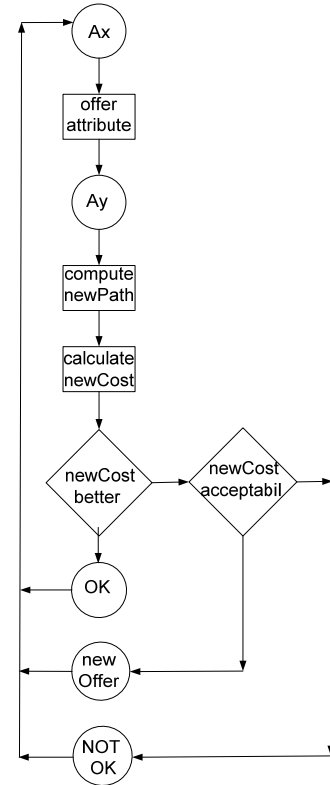 Ax
offer
attribute
Ay
compute
newPath
calculate
newCost
newCost
better
newCost
acceptabil
OK
new
Offer
NOT
OK